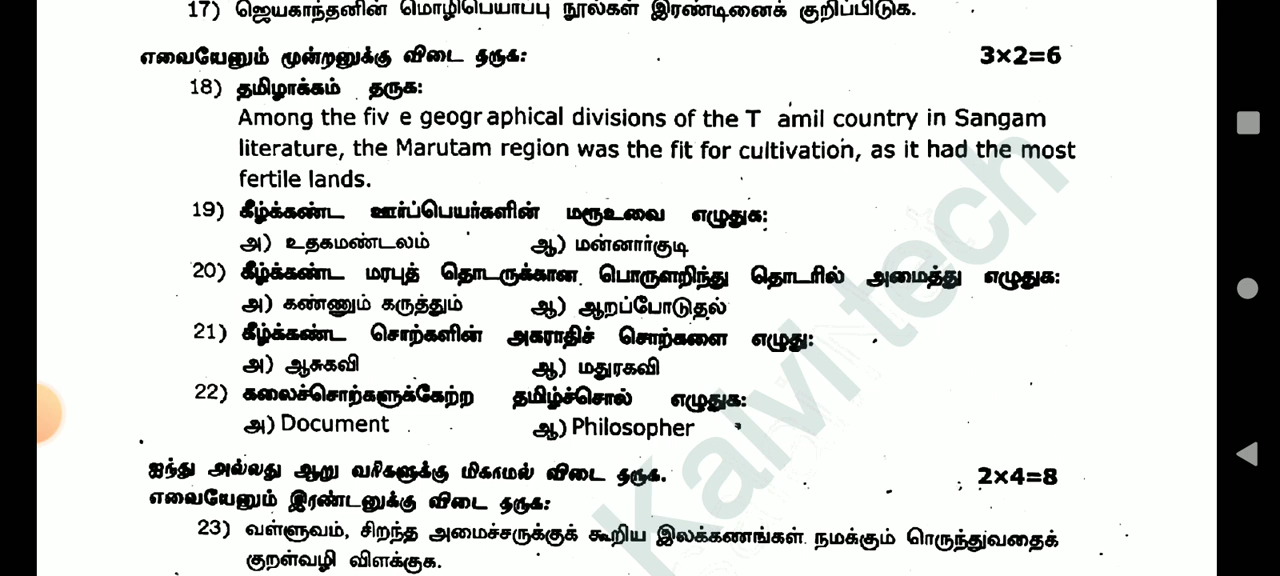 17) ஜெயகாந்தனின் மொழிபெயர்ப்பு நூல்கள் இரண்டினைக் குறிப்பிடுக.
எவையேனும் மூன்றனுக்கு விடை தருக: 3×2=6
18) தமிழாக்கம் தருக:
Among the fiv e geogr aphical divisions of the T amil country in Sangam
literature, the Marutam region was the fit for cultivation, as it had the most
fertile lands.
19) கீழ்க்கண்ட ஊர்ப்பெயர்களின் மரூஉவை எழுதுக:
அ) உதகமண்டலம் ஆ) மன்னார்குடி
20) கீழ்க்கண்ட மரபுத் தொடருக்கான பொருளறிந்து தொடரில் அமைத்து எழுதுக:
அ) கண்ணும் கருத்தும் ஆ) ஆறப்போடுதல்
21) கீழ்க்கண்ட சொற்களின் அகராதிச் சொற்களை எழுது:
அ) ஆசுகவி ஆ) மதுரகவி
22) கலைச்சொற்களுக்கேற்ற தமிழ்ச்சொல் எழுதுக:
அ) Document ஆ) Philosopher
ஐந்து அல்லது ஆறு வரிகளுக்கு மிகாமல் விடை தருக. 2×4=8
எவையேனும் இரண்டனுக்கு விடை தருக:
23) வள்ளுவம், சிறந்த அமைச்சருக்குக் கூறிய இலக்கணங்கள் நமக்கும் பொருந்துவதைக்
குறள்வழி விளக்குக.
Kalvi tech